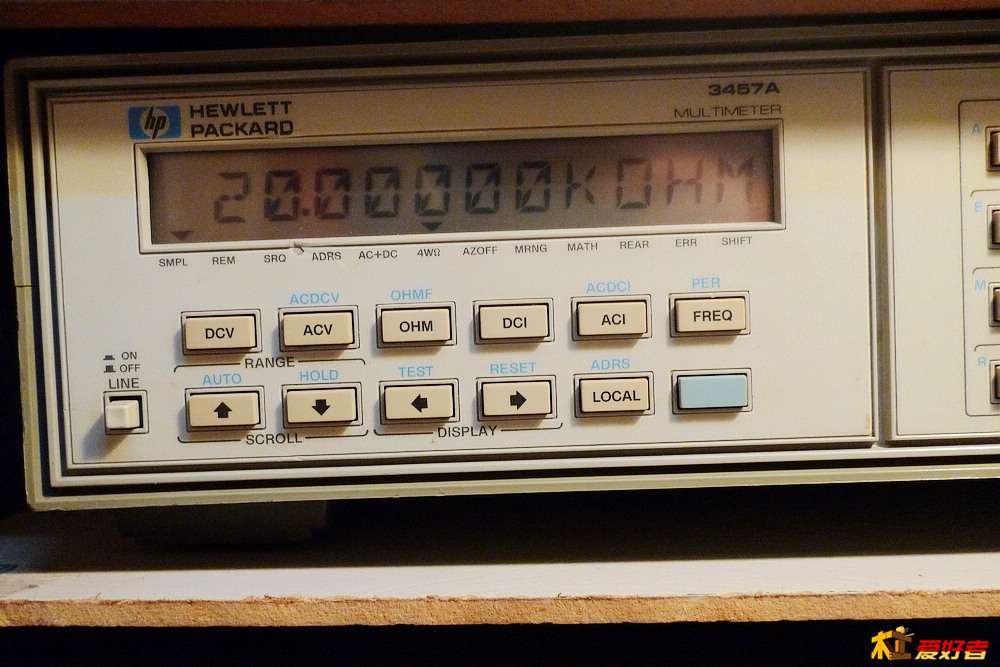 hp HEWLETT PACKARD
3457A
MULTIMETER
20.00000KOHM
SMPL REM SRQ ADRS AC+DC 4WΩ AZOFF MRNG MATH REAR ERR SHIFT
ACDCV OHMF ACDCI PER
DCV ACV OHM DCI ACI FREQ
RANGE
ON
OFF
LINE
AUTO HOLD TEST RESET ADRS
LOCAL
SCROLL DISPLAY
A
E
M
R
爱好者